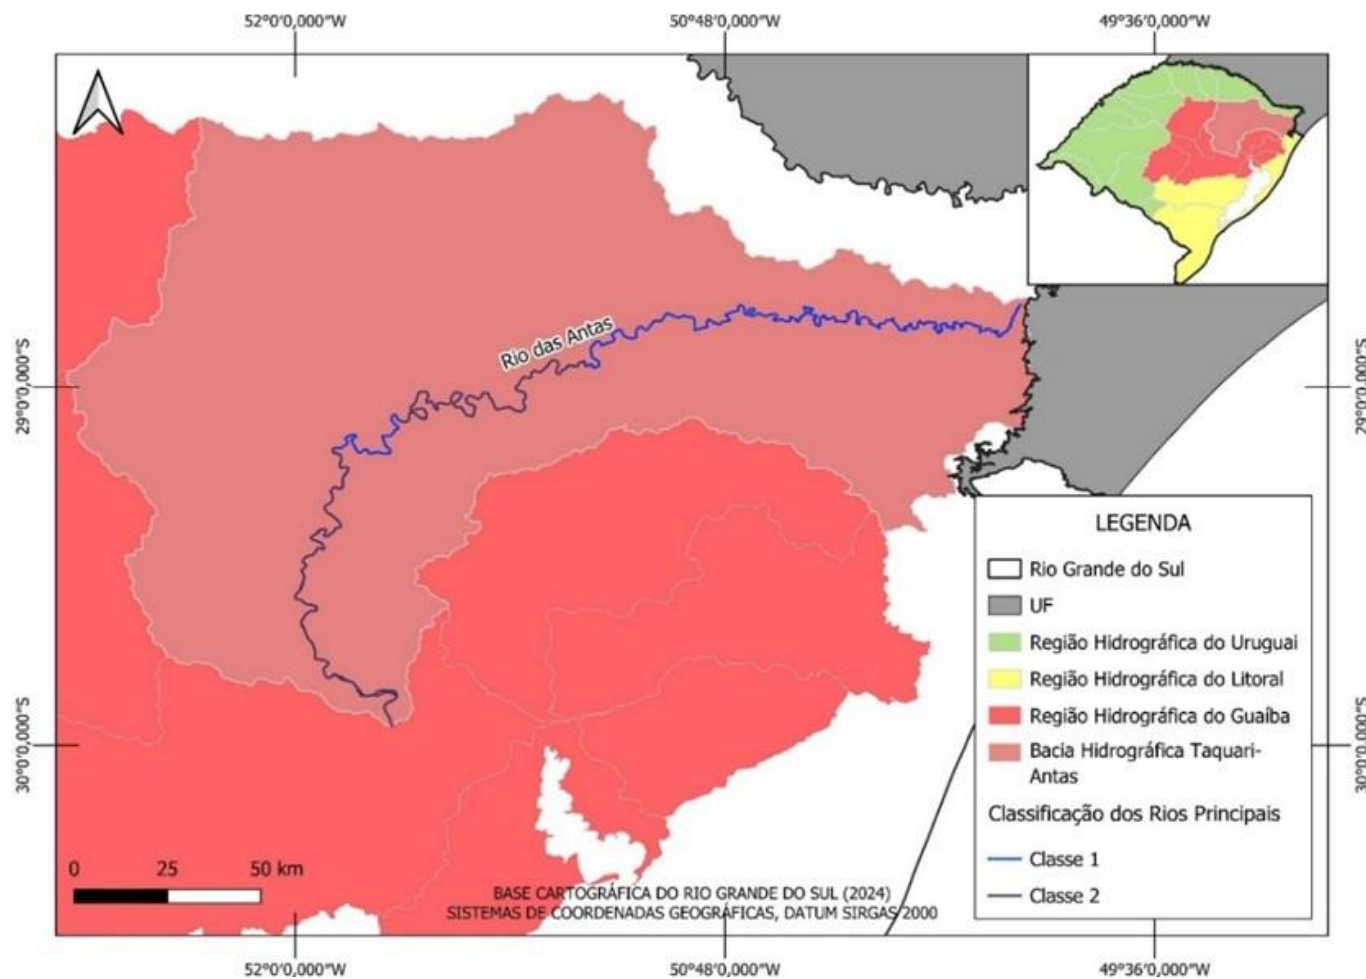 52°0'0,000"W
50°48'0,000"W
49°36'0,000"W
29°0'0,000"S
29°0'0,000"S
Rio das Antas
LEGENDA
Rio Grande do Sul
UF
Região Hidrográfica do Uruguai
Região Hidrográfica do Litoral
Região Hidrográfica do Guaíba
Bacia Hidrográfica Taquari-
Antas
Classificação dos Rios Principais
Classe 1
Classe 2
30°0'0,000"S
30°0'0,000"S
0 25 50 km
BASE CARTOGRÁFICA DO RIO GRANDE DO SUL (2024)
SISTEMAS DE COORDENADAS GEOGRÁFICAS, DATUM SIRGAS 2000
52°0'0,000"W
50°48'0,000"W
49°36'0,000"W